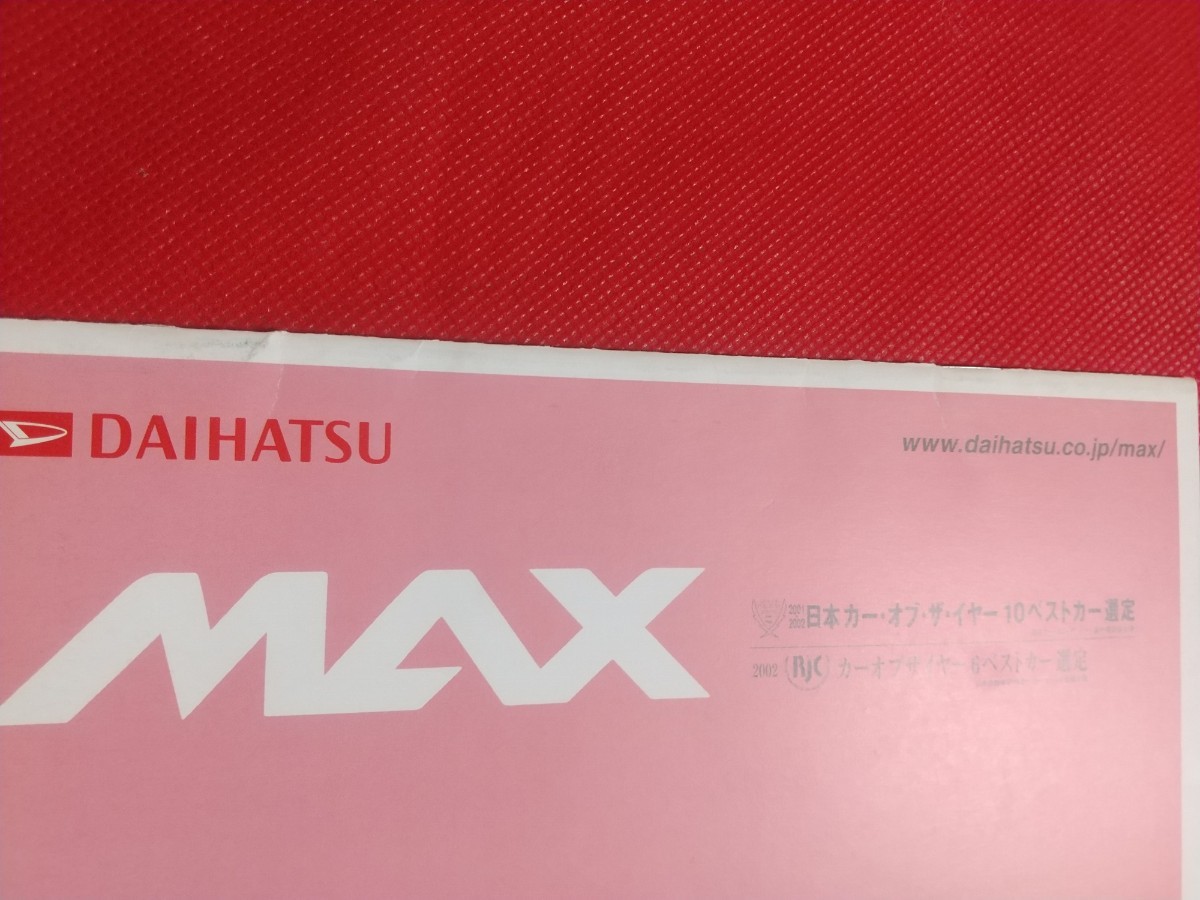 DAIHATSU
www.daihatsu.co.jp/max/
MAX
2001 2002 日本カー・オブ・ザ・イヤー 10ベストカー選定
2002 RJC カーオブザイヤー 6ベストカー選定